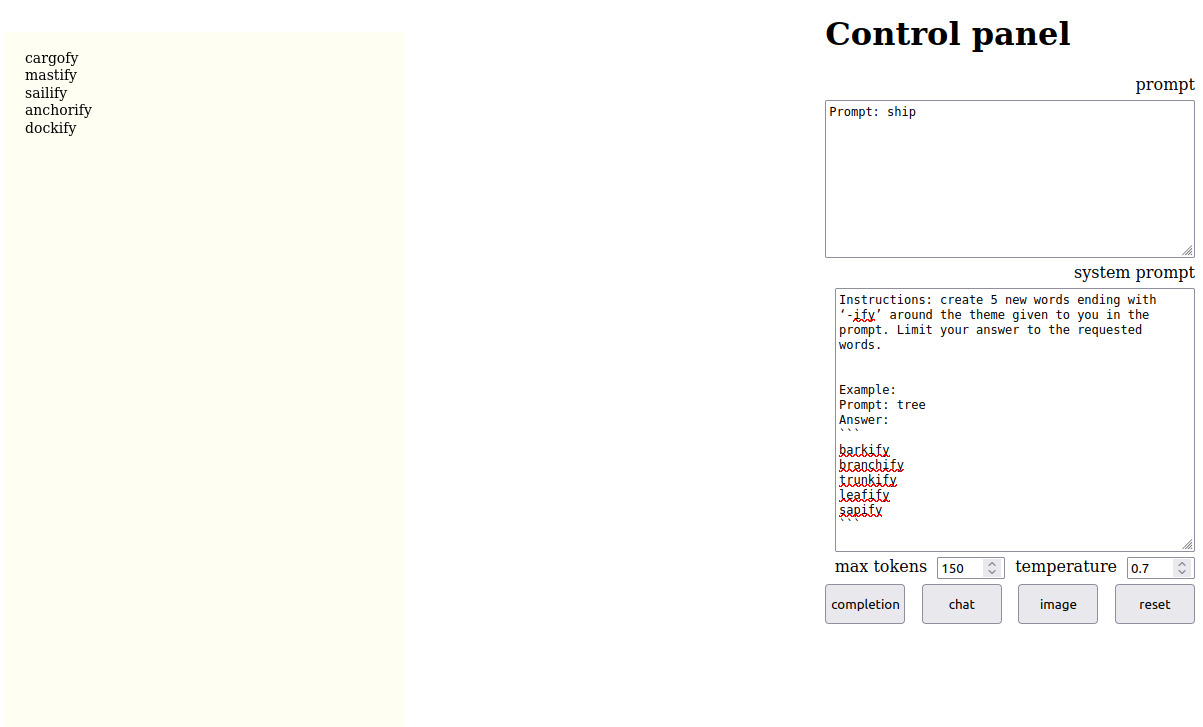 cargofy
mastify
sailify
anchorify
dockify
Control panel
prompt
Prompt: ship
system prompt
Instructions: create 5 new words ending with
‘-ify’ around the theme given to you in the
prompt. Limit your answer to the requested
words.
Example:
Prompt: tree
Answer:
```
barkify
branchify
trunkify
leafify
sapify
```
max tokens 150 temperature 0.7
completion chat image reset